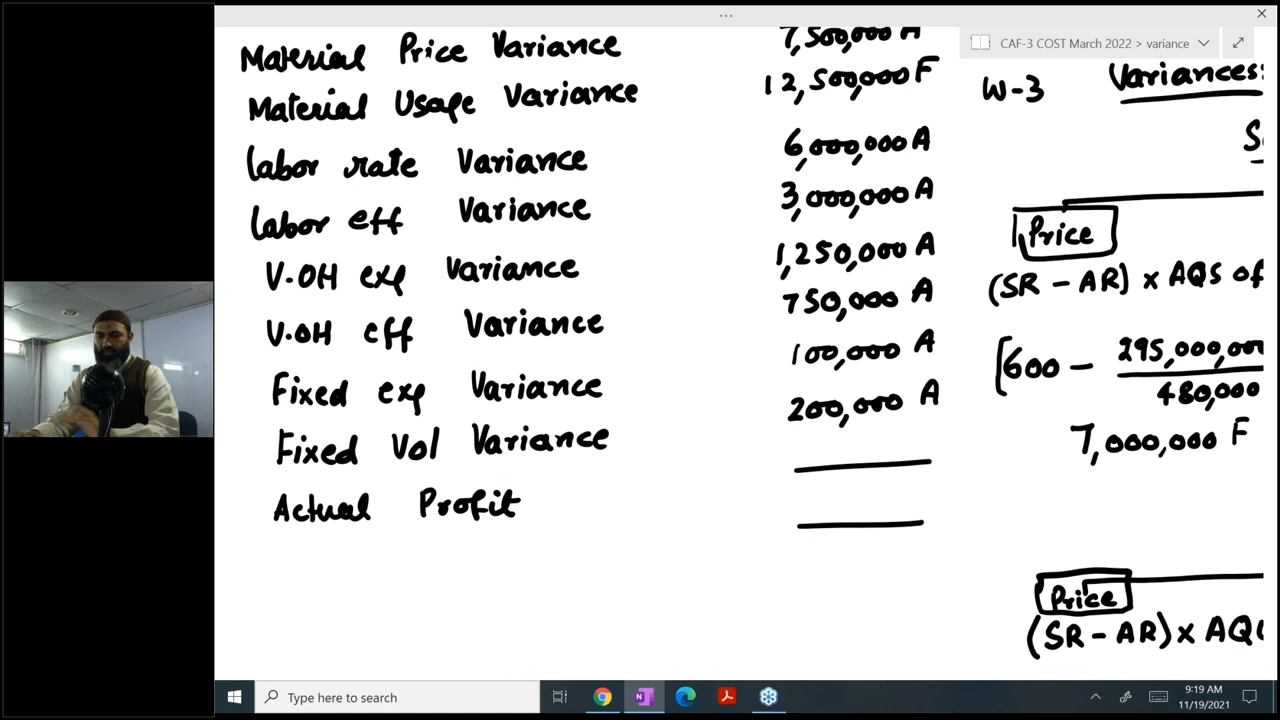 CAF-3 COST March 2022 > variance
Material Price Variance 7,500,000 A
Material Usage Variance 12,500,000 F
Labor rate Variance 6,000,000 A
Labor eff Variance 3,000,000 A
V.OH exp Variance 1,250,000 A
V.OH eff Variance 750,000 A
Fixed exp Variance 100,000 A
Fixed Vol Variance 200,000 A
Actual Profit
W-3 Variances:
Price
(SR - AR) x AQS of
[600 - 295,000,000
480,000
7,000,000 F
Price
(SR - AR) x AQ
Type here to search
9:19 AM
11/19/2021